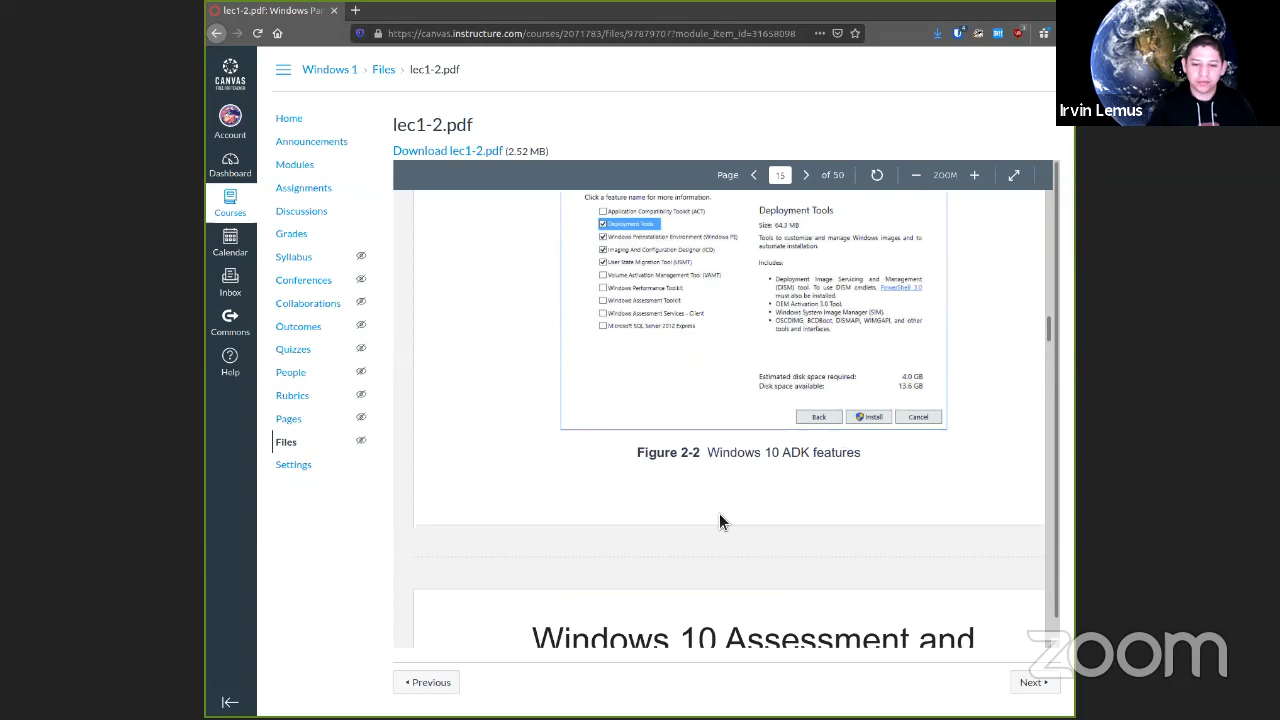 lec1-2.pdf: Windows Par
https://canvas.instructure.com/courses/2071783/files/97879707?module_item_id=31658098
Irvin Lemus
CANVAS
FREE FOR TEACHER
Account
Dashboard
Courses
Calendar
Inbox
Commons
Help
Windows 1 › Files › lec1-2.pdf
Home
Announcements
Modules
Assignments
Discussions
Grades
Syllabus
Conferences
Collaborations
Outcomes
Quizzes
People
Rubrics
Pages
Files
Settings
lec1-2.pdf
Download lec1-2.pdf (2.52 MB)
Page 15 of 50 ZOOM
Click a feature name for more information.
Application Compatibility Toolkit (ACT)
Deployment Tools
Windows Preinstallation Environment (Windows PE)
Imaging And Configuration Designer (ICD)
User State Migration Tool (USMT)
Volume Activation Management Tool (VAMT)
Windows Performance Toolkit
Windows Assessment Toolkit
Windows Assessment Services - Client
Microsoft SQL Server 2012 Express
Deployment Tools
Size: 64.3 MB
Tools to customize and manage Windows images and to
automate installation.
Includes:
• Deployment Image Servicing and Management
(DISM) tool. To use DISM cmdlets, PowerShell 3.0
must also be installed.
• OEM Activation 3.0 Tool.
• Windows System Image Manager (SIM).
• OSCDIMG, BCDBoot, DISMAPI, WIMGAPI, and other
tools and interfaces.
Estimated disk space required: 4.0 GB
Disk space available: 13.6 GB
Back Install Cancel
Figure 2-2 Windows 10 ADK features
Windows 10 Assessment and
Previous
Next
zoom